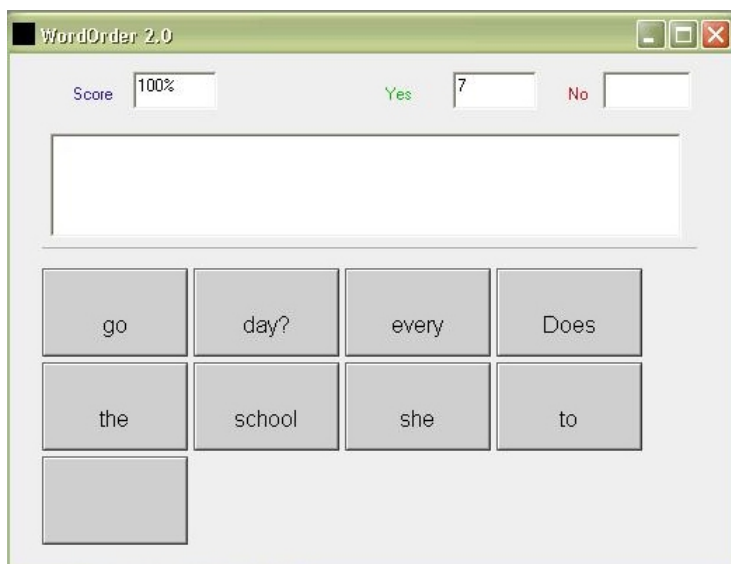 WordOrder 2.0
Score 100% Yes 7 No
go day? every Does
the school she to